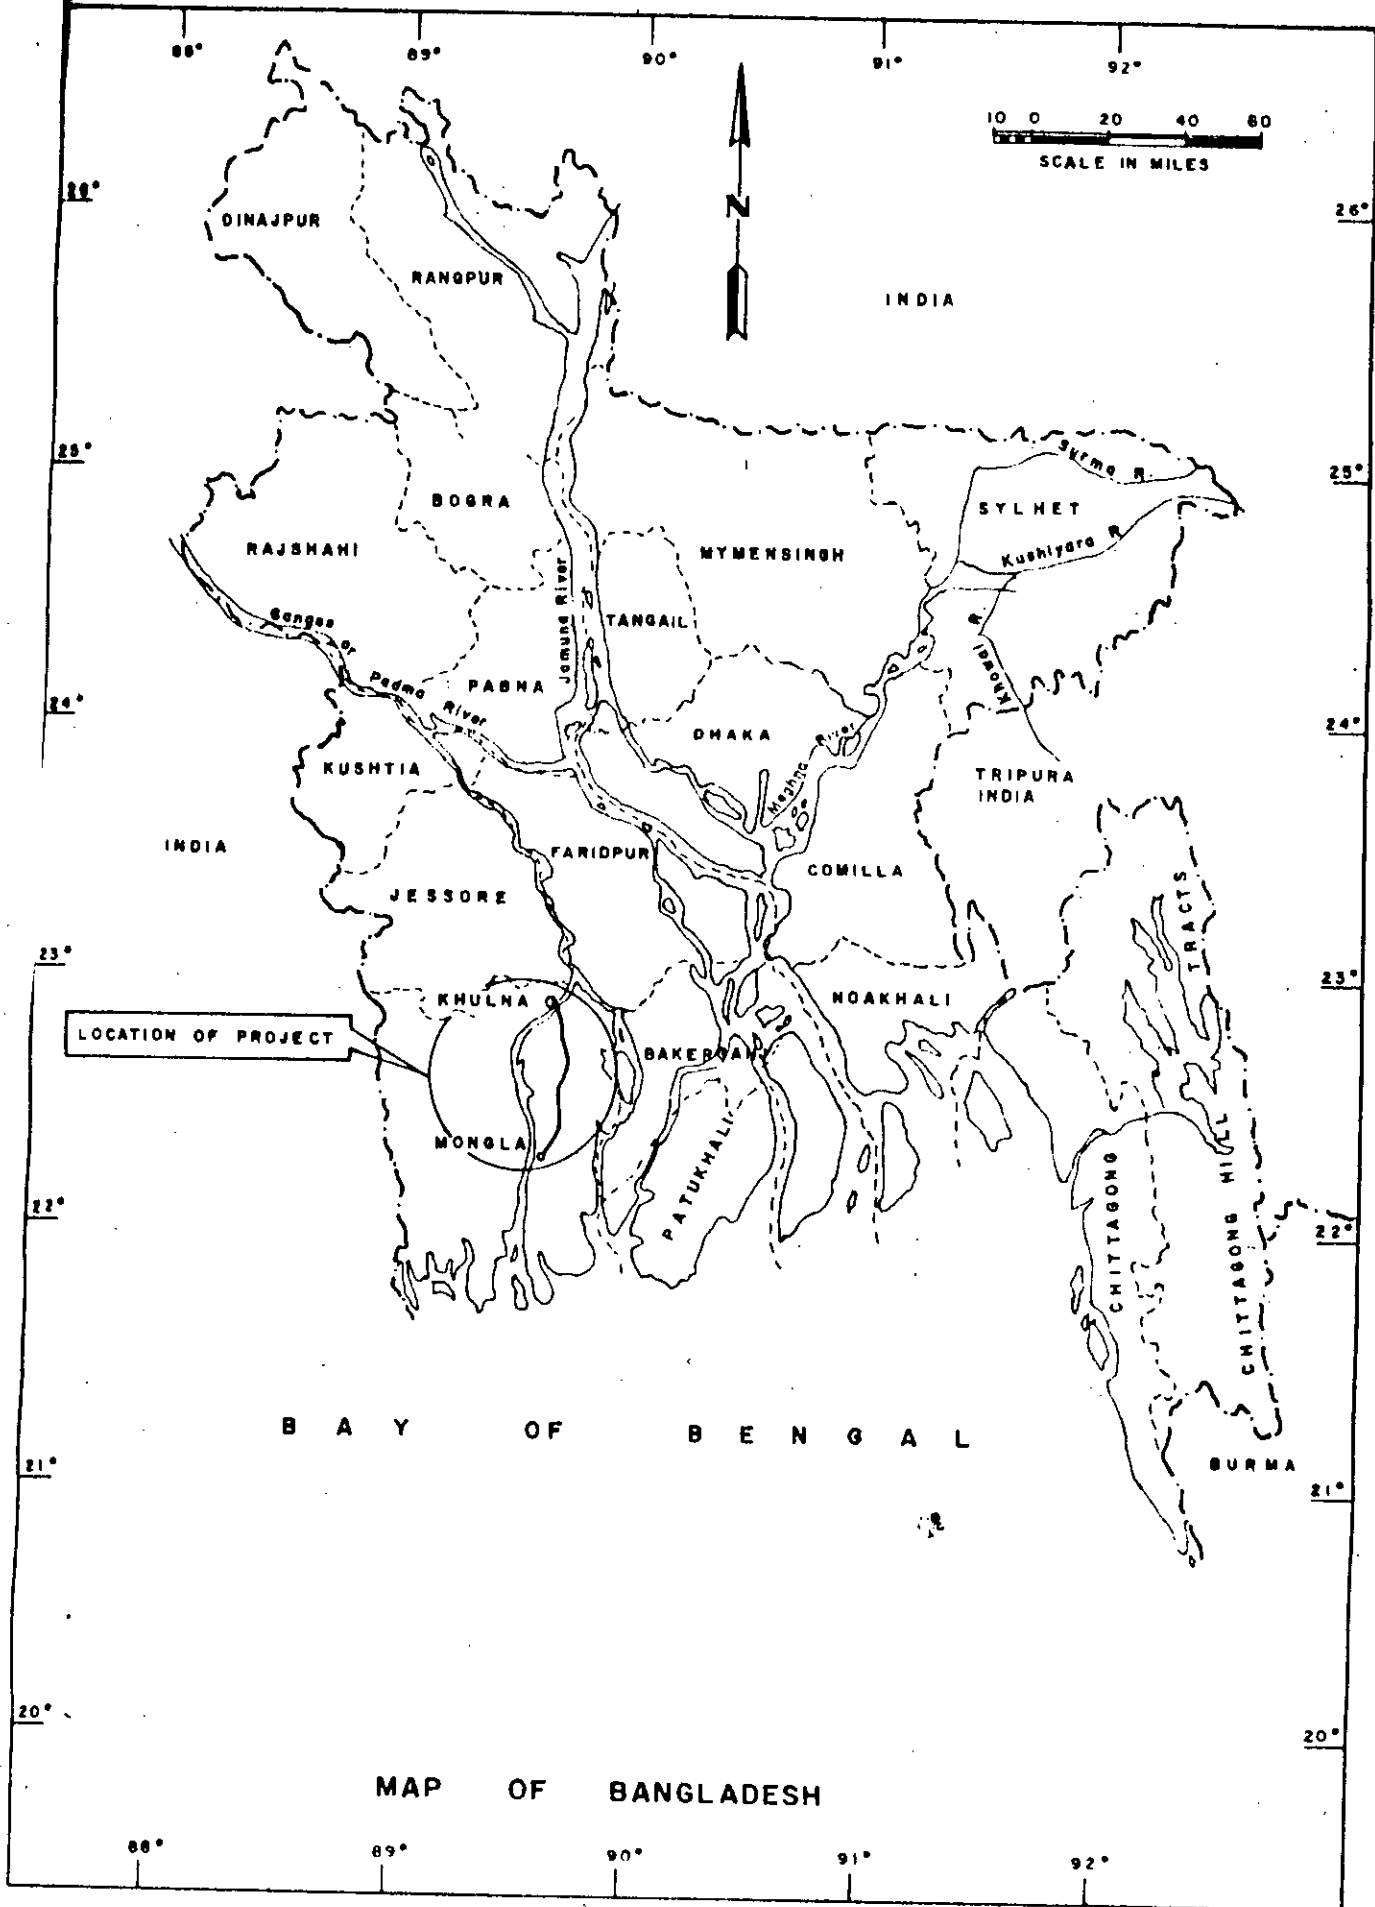 88° 89° 90° 91° 92°
10 0 20 40 60
SCALE IN MILES
N
26° 26°
DINAJPUR
RANGPUR
INDIA
25° 25°
Surma R.
BOGRA
SYLHET
RAJSHAHI
MYMENSINGH
Kushiyara R
Jamuna River
TANGAIL
Ganges or Padma River
Khowai R
PABNA
24° 24°
DHAKA
Meghna River
KUSHTIA
TRIPURA
INDIA
INDIA
FARIDPUR
COMILLA
JESSORE
23° 23°
KHULNA
NOAKHALI
LOCATION OF PROJECT
BAKERGANJ
MONGLA
PATUKHALI
CHITTAGONG
CHITTAGONG HILL TRACTS
22° 22°
BAY OF BENGAL
BURMA
21° 21°
20° 20°
MAP OF BANGLADESH
88° 89° 90° 91° 92°